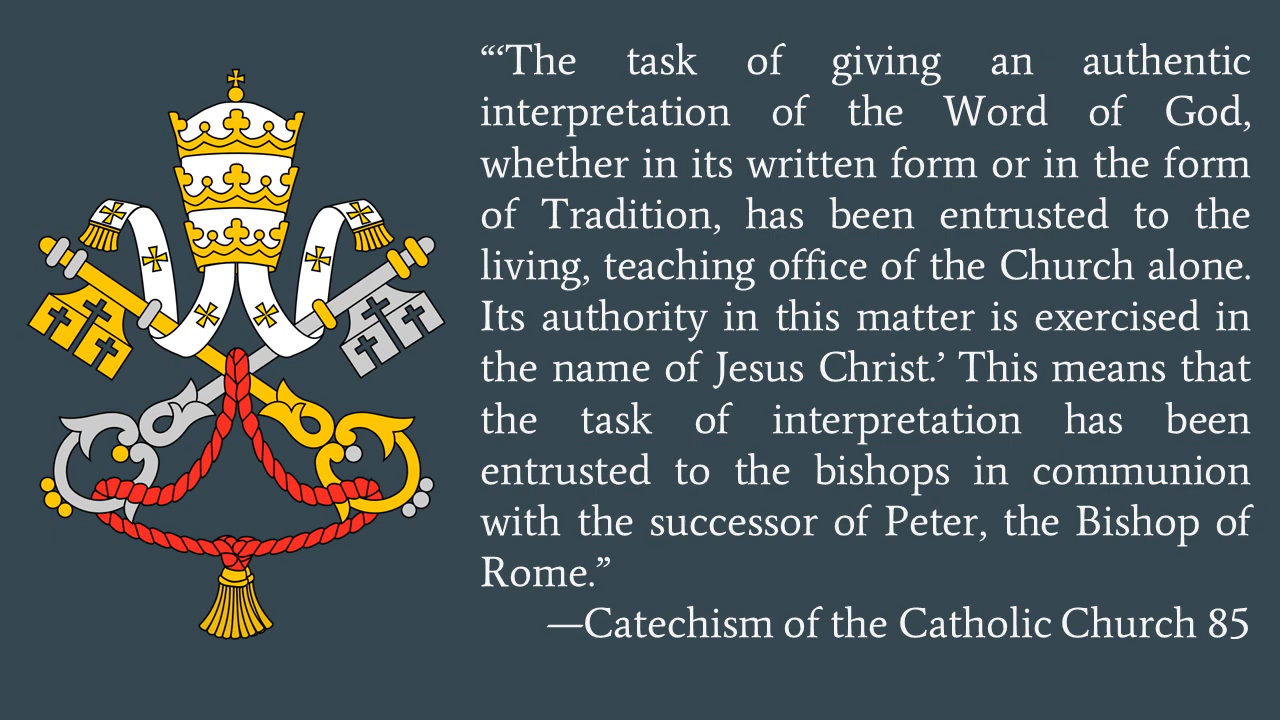 “‘The task of giving an authentic
interpretation of the Word of God,
whether in its written form or in the form
of Tradition, has been entrusted to the
living, teaching office of the Church alone.
Its authority in this matter is exercised in
the name of Jesus Christ.’ This means that
the task of interpretation has been
entrusted to the bishops in communion
with the successor of Peter, the Bishop of
Rome.”
—Catechism of the Catholic Church 85